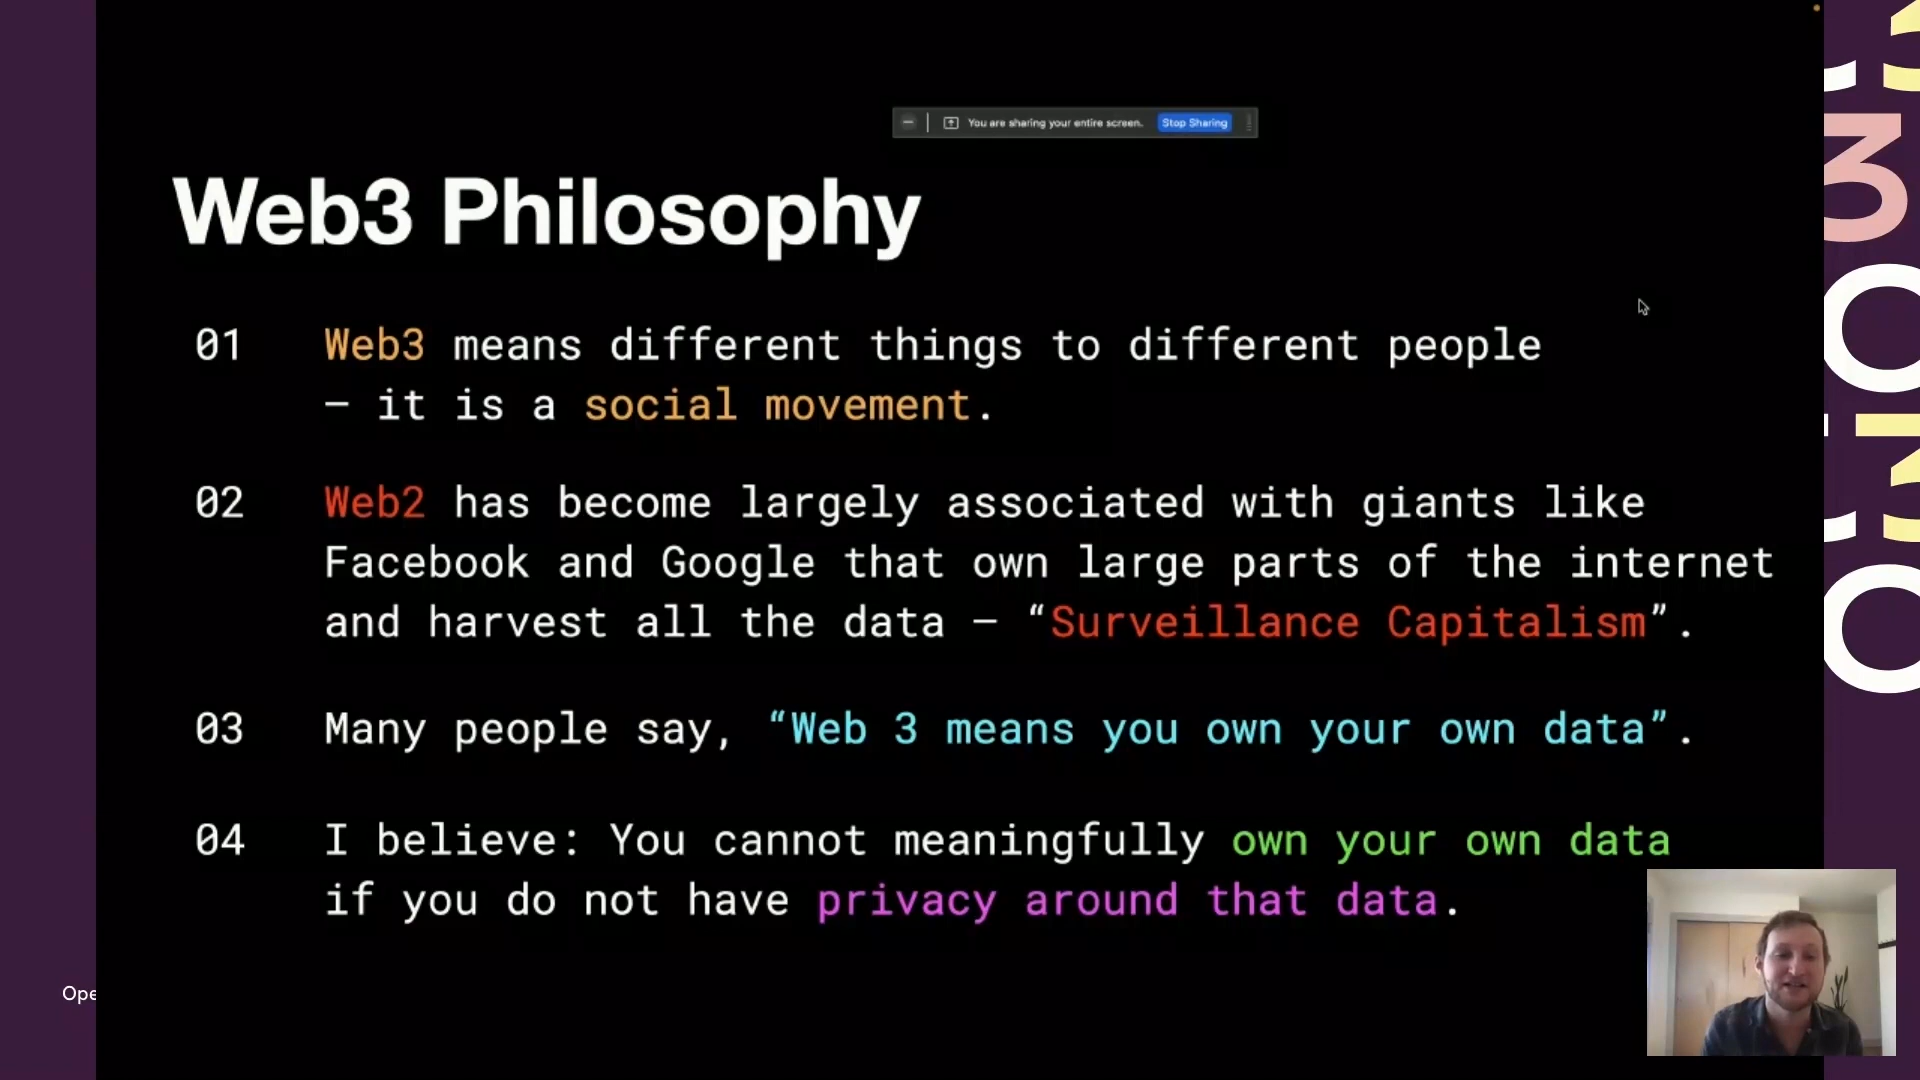 You are sharing your entire screen. Stop Sharing
Web3 Philosophy
01 Web3 means different things to different people
– it is a social movement.
02 Web2 has become largely associated with giants like
Facebook and Google that own large parts of the internet
and harvest all the data – “Surveillance Capitalism”.
03 Many people say, “Web 3 means you own your own data”.
04 I believe: You cannot meaningfully own your own data
if you do not have privacy around that data.
Ope